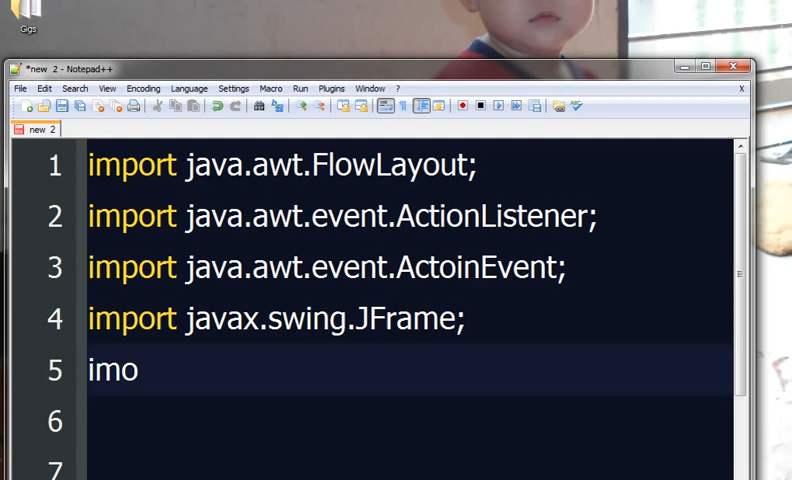 Gigs
*new 2 - Notepad++
File Edit Search View Encoding Language Settings Macro Run Plugins Window ? X
new 2
1 import java.awt.FlowLayout;
2 import java.awt.event.ActionListener;
3 import java.awt.event.ActoinEvent;
4 import javax.swing.JFrame;
5 imo
6
7